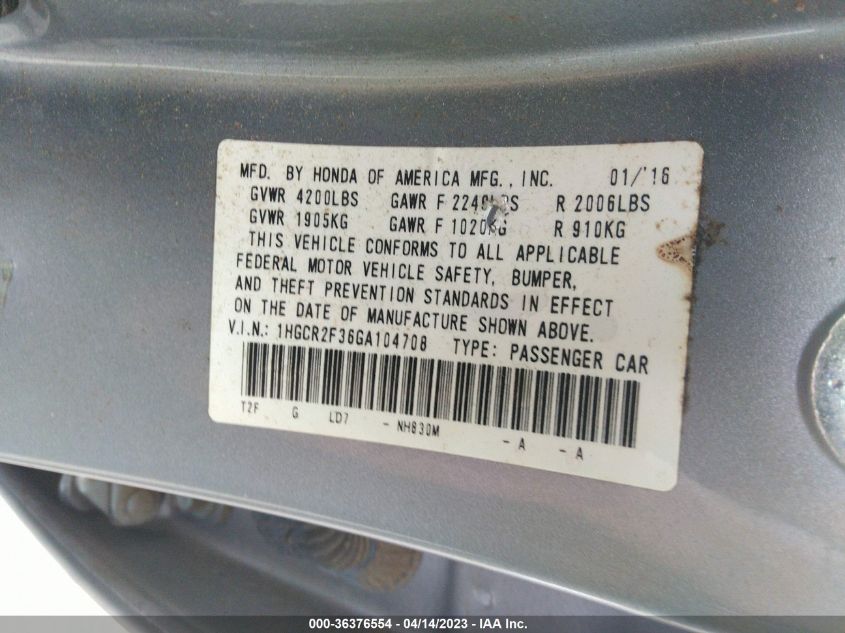 MFD. BY HONDA OF AMERICA MFG., INC. 01/'16
GVWR 4200LBS GAWR F 2249LBS R 2006LBS
GVWR 1905KG GAWR F 1020KG R 910KG
THIS VEHICLE CONFORMS TO ALL APPLICABLE
FEDERAL MOTOR VEHICLE SAFETY, BUMPER,
AND THEFT PREVENTION STANDARDS IN EFFECT
ON THE DATE OF MANUFACTURE SHOWN ABOVE.
V.I.N.: 1HGCR2F36GA104708 TYPE: PASSENGER CAR
T2F G LD7 - NH830M - A - A
000-36376554 - 04/14/2023 - IAA Inc.